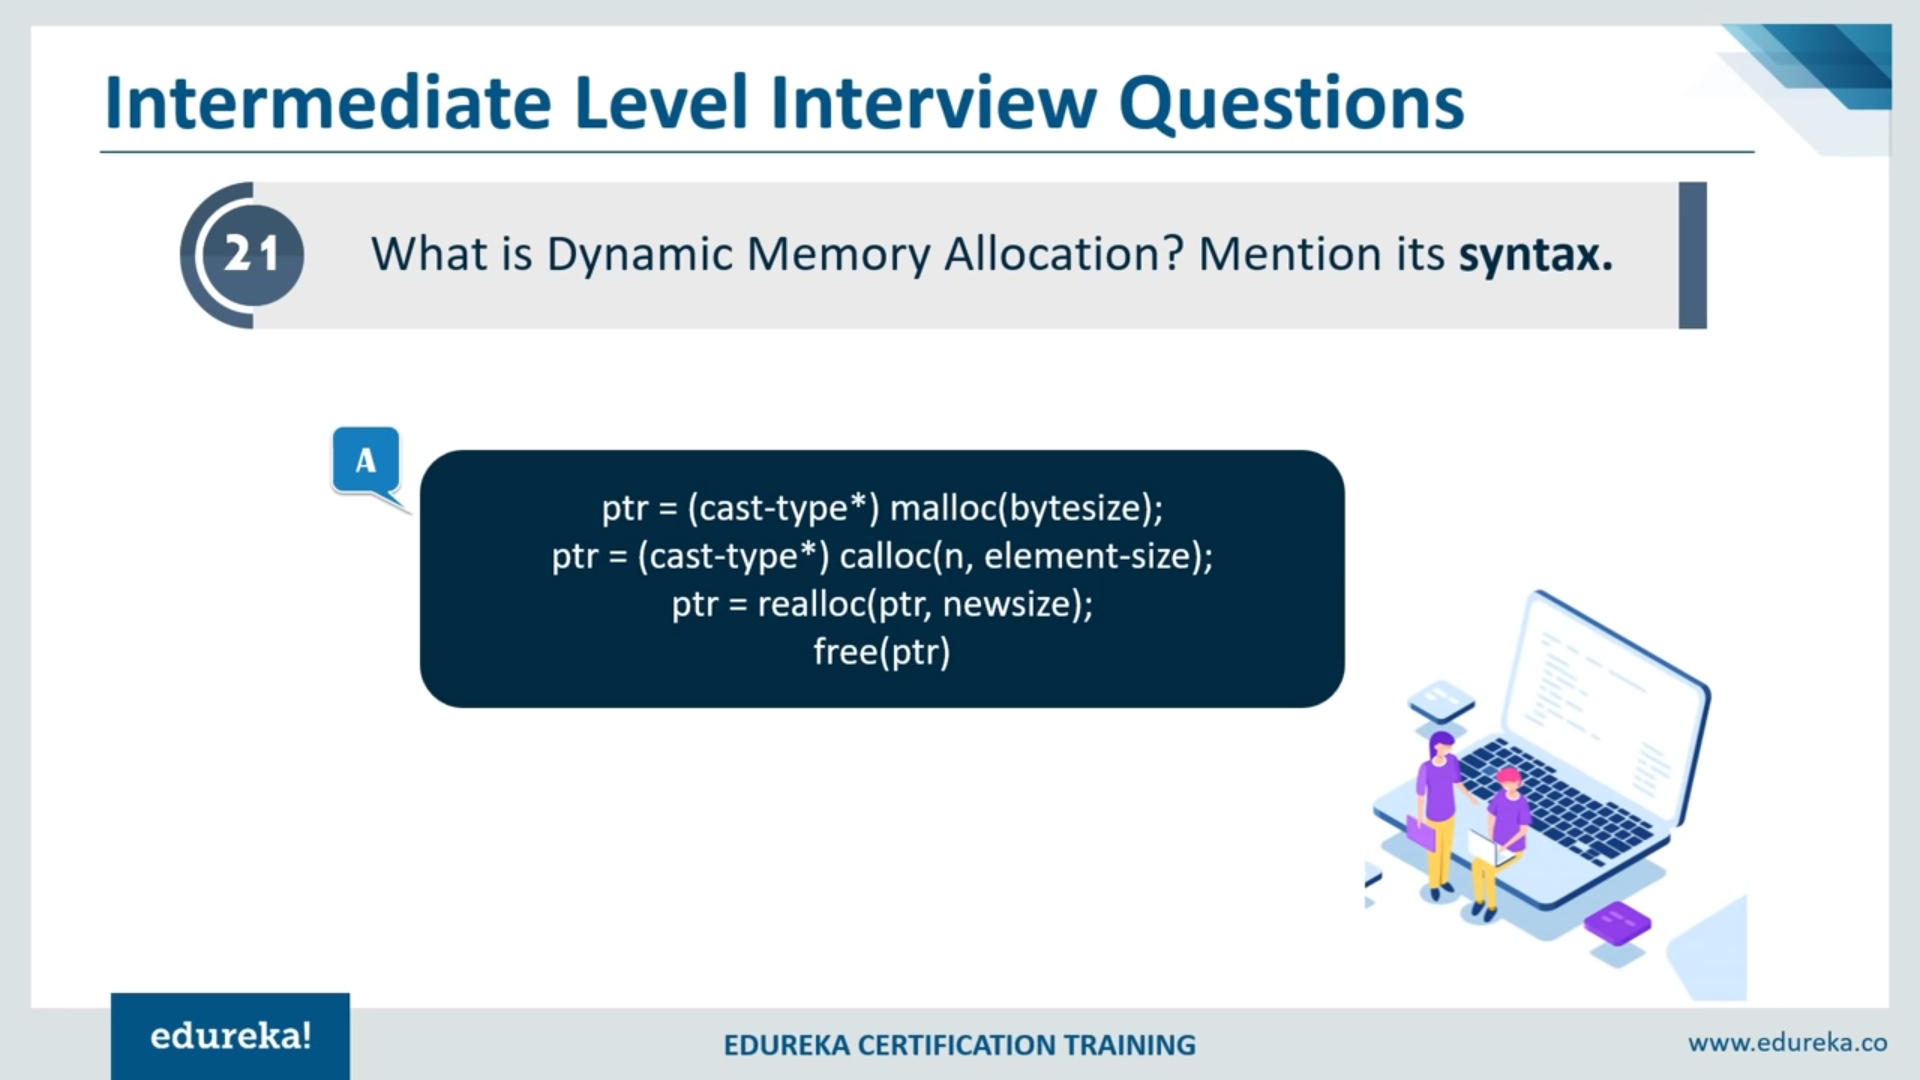 Intermediate Level Interview Questions
21
What is Dynamic Memory Allocation? Mention its syntax.
A
ptr = (cast-type*) malloc(bytesize);
ptr = (cast-type*) calloc(n, element-size);
ptr = realloc(ptr, newsize);
free(ptr)
edureka!
EDUREKA CERTIFICATION TRAINING
www.edureka.co